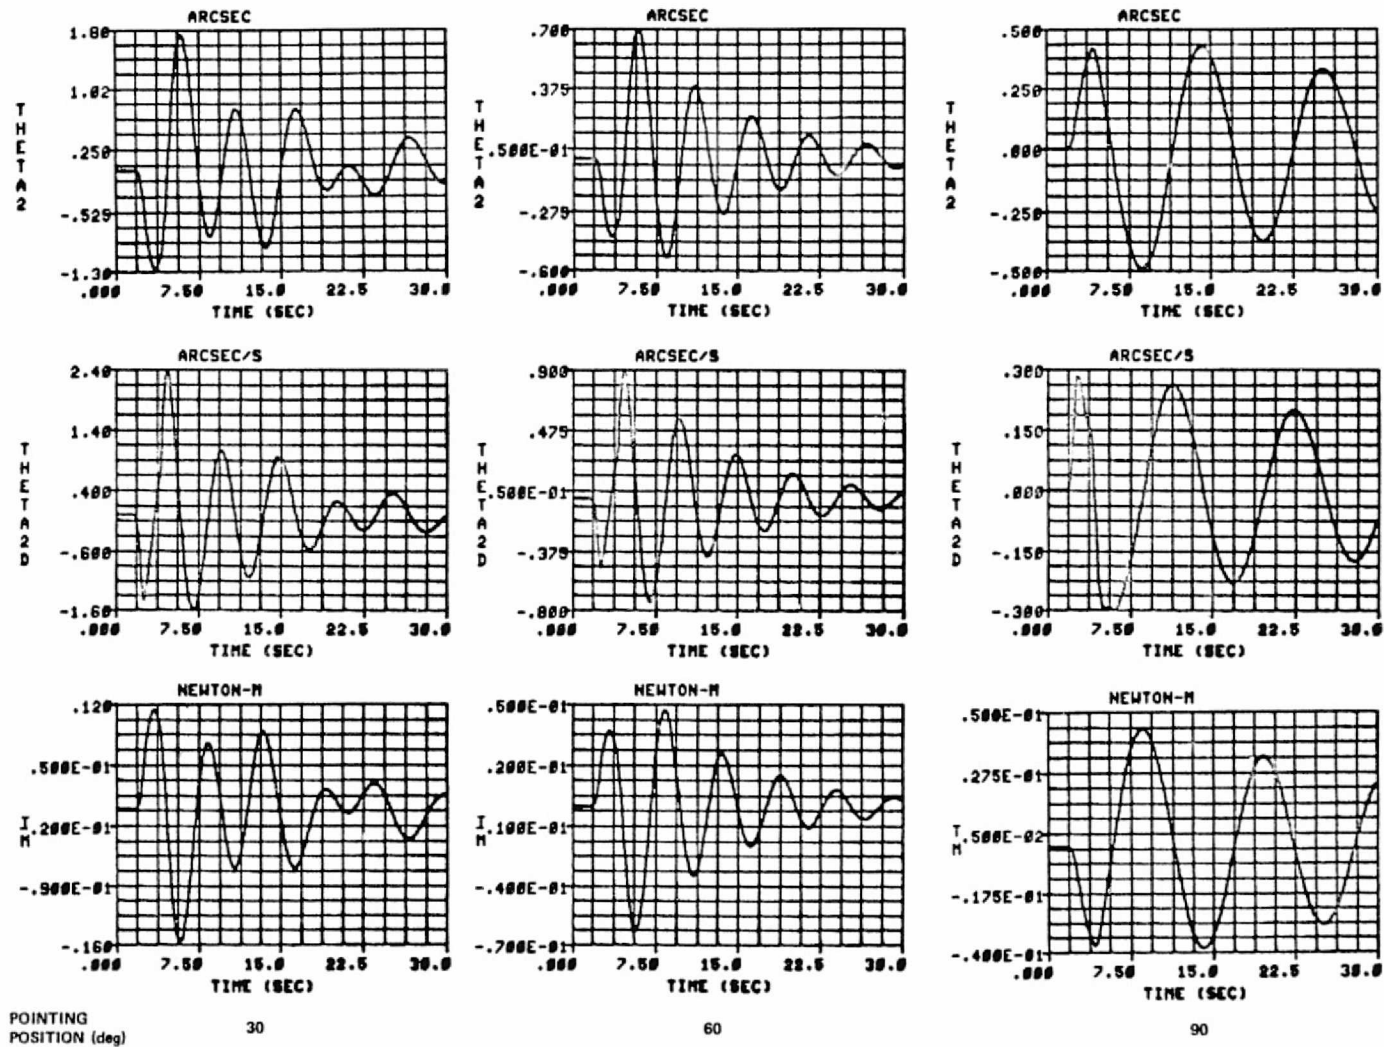 ARCSEC
1.80
1.02
.250
-.529
-1.30
THETA2
.000 7.50 15.0 22.5 30.0
TIME (SEC)
ARCSEC
.700
.375
.500E-01
-.275
-.600
THETA2
.000 7.50 15.0 22.5 30.0
TIME (SEC)
ARCSEC
.500
.250
.000
-.250
-.500
THETA2
.000 7.50 15.0 22.5 30.0
TIME (SEC)
ARCSEC/S
2.40
1.40
.400
-.600
-1.60
THETA2D
.000 7.50 15.0 22.5 30.0
TIME (SEC)
ARCSEC/S
.900
.475
.500E-01
-.375
-.800
THETA2D
.000 7.50 15.0 22.5 30.0
TIME (SEC)
ARCSEC/S
.300
.150
.000
-.150
-.300
THETA2D
.000 7.50 15.0 22.5 30.0
TIME (SEC)
NEWTON-M
.120
.500E-01
.200E-01
-.900E-01
-.160
M
.000 7.50 15.0 22.5 30.0
TIME (SEC)
NEWTON-M
.500E-01
.200E-01
.100E-01
-.400E-01
-.700E-01
M
.000 7.50 15.0 22.5 30.0
TIME (SEC)
NEWTON-M
.500E-01
.275E-01
.500E-02
-.175E-01
-.400E-01
TM
.000 7.50 15.0 22.5 30.0
TIME (SEC)
POINTING
POSITION (deg)
30 60 90